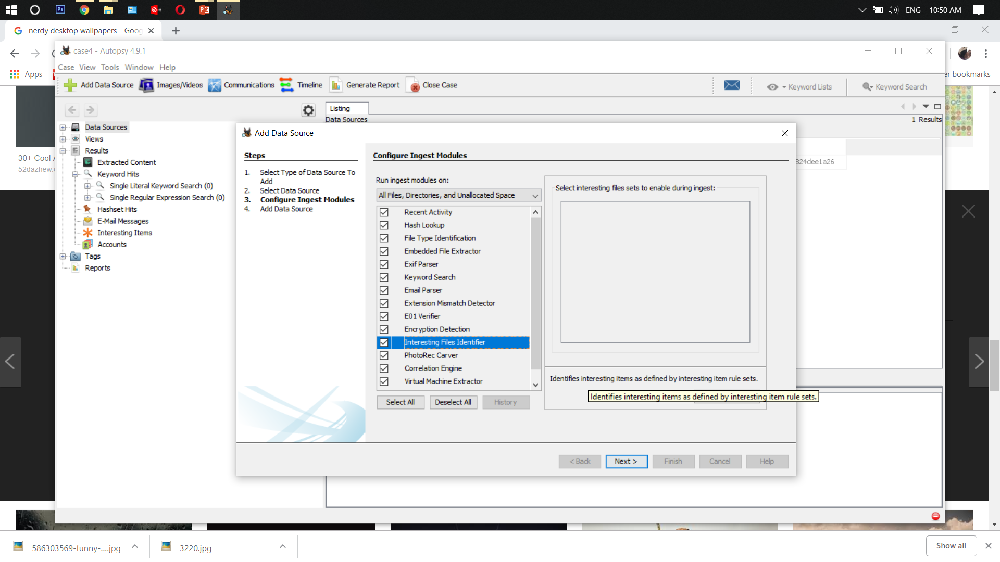 Ps
ENG
10:50 AM
nerdy desktop wallpapers - Goog
case4 - Autopsy 4.9.1
Case View Tools Window Help
Apps
er bookmarks
Add Data Source Images/Videos Communications Timeline Generate Report Close Case
Keyword Lists Keyword Search
Listing
Data Sources
1 Results
Data Sources
Views
Results
Extracted Content
Keyword Hits
Single Literal Keyword Search (0)
Single Regular Expression Search (0)
Hashset Hits
E-Mail Messages
Interesting Items
Accounts
Tags
Reports
30+ Cool
52dazhew.
824dee1a26
Add Data Source
Steps
1. Select Type of Data Source To
Add
2. Select Data Source
3. Configure Ingest Modules
4. Add Data Source
Configure Ingest Modules
Run ingest modules on:
All Files, Directories, and Unallocated Space
Recent Activity
Hash Lookup
File Type Identification
Embedded File Extractor
Exif Parser
Keyword Search
Email Parser
Extension Mismatch Detector
E01 Verifier
Encryption Detection
Interesting Files Identifier
PhotoRec Carver
Correlation Engine
Virtual Machine Extractor
Select All Deselect All History
Select interesting files sets to enable during ingest:
Identifies interesting items as defined by interesting item rule sets.
Identifies interesting items as defined by interesting item rule sets.
< Back Next > Finish Cancel Help
586303569-funny-....jpg
3220.jpg
Show all